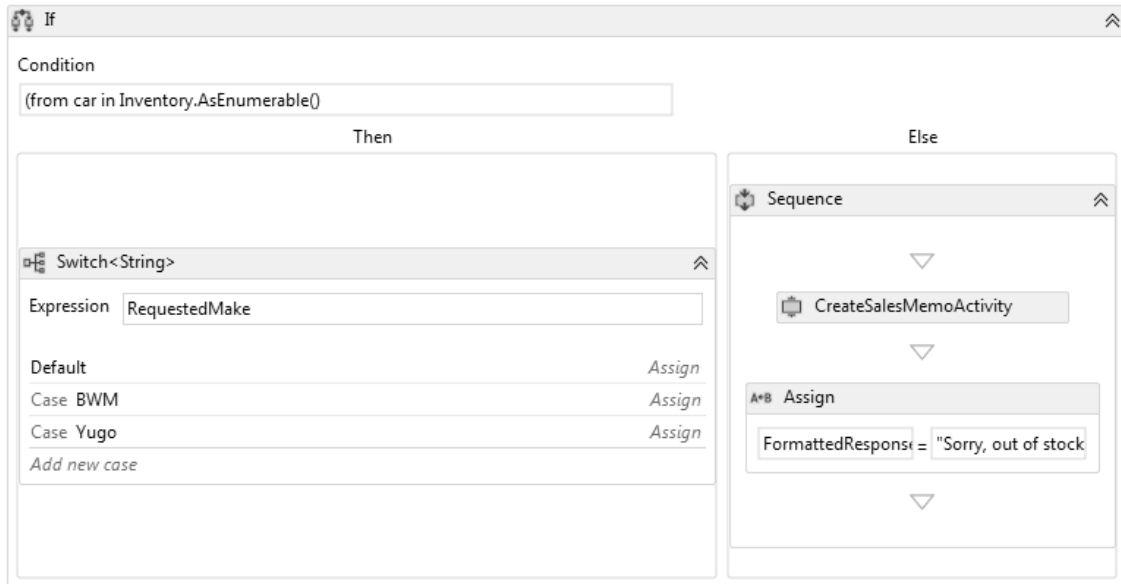 If
Condition
(from car in Inventory.AsEnumerable()
Then
Else
Switch<String>
Expression RequestedMake
Default Assign
Case BWM Assign
Case Yugo Assign
Add new case
Sequence
CreateSalesMemoActivity
A*B Assign
FormattedResponse = "Sorry, out of stock